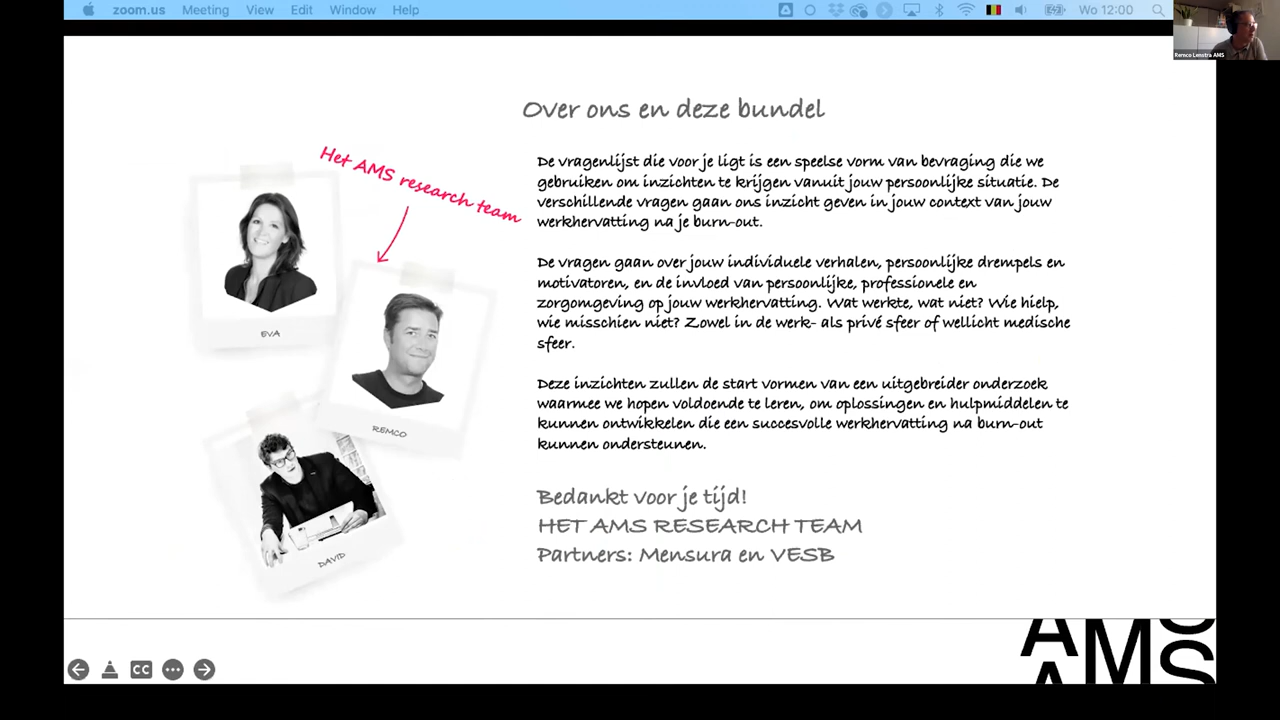 zoom.us Meeting View Edit Window Help Wo 12:00
Remco Lenstra AMS
Over ons en deze bundel
Het AMS research team
De vragenlijst die voor je ligt is een speelse vorm van bevraging die we
gebruiken om inzichten te krijgen vanuit jouw persoonlijke situatie. De
verschillende vragen gaan ons inzicht geven in jouw context van jouw
werkhervatting na je burn-out.
De vragen gaan over jouw individuele verhalen, persoonlijke drempels en
motivatoren, en de invloed van persoonlijke, professionele en
zorgomgeving op jouw werkhervatting. Wat werkte, wat niet? Wie hielp,
wie misschien niet? Zowel in de werk- als privé sfeer of wellicht medische
sfeer.
Deze inzichten zullen de start vormen van een uitgebreider onderzoek
waarmee we hopen voldoende te leren, om oplossingen en hulpmiddelen te
kunnen ontwikkelen die een succesvolle werkhervatting na burn-out
kunnen ondersteunen.
Bedankt voor je tijd!
HET AMS RESEARCH TEAM
Partners: Mensura en VESB
EVA
REMCO
DAVID
CC
AMS